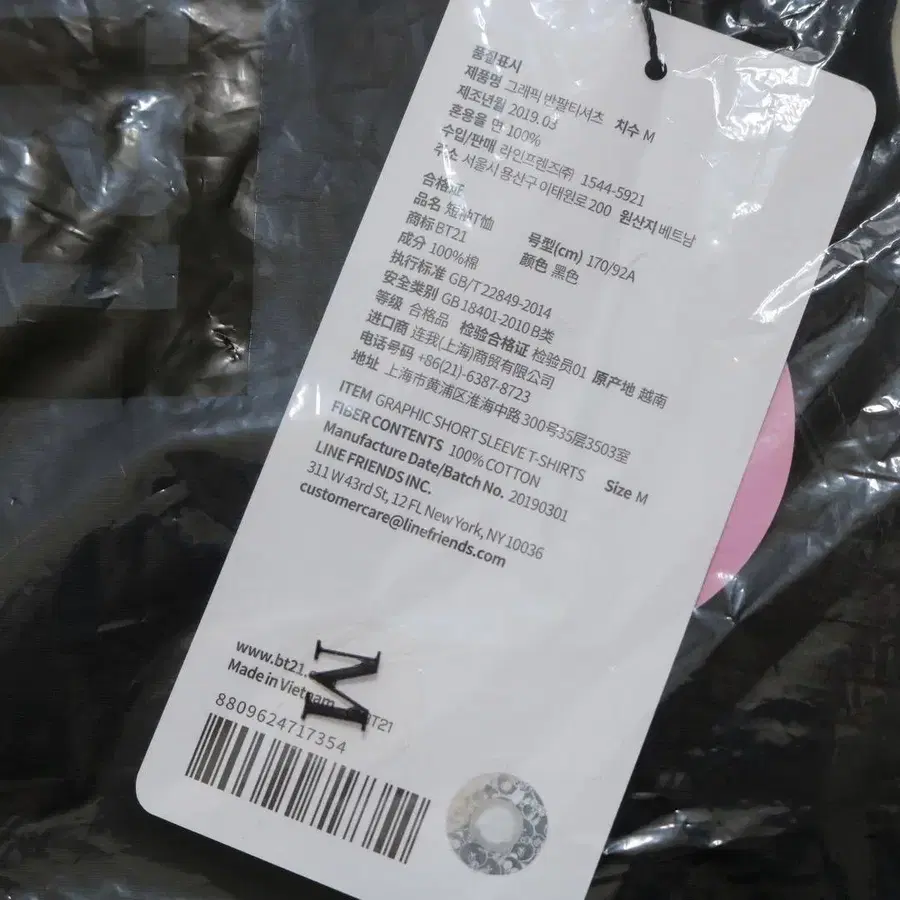 품질표시
제품명 그래픽 반팔티셔츠 치수 M
제조년월 2019.03
혼용율 면 100%
수입/판매 라인프렌즈㈜ 1544-5921
주소 서울시 용산구 이태원로 200 원산지 베트남
合格证
品名 短袖T恤 号型(cm) 170/92A
商标 BT21 颜色 黑色
成分 100%棉
执行标准 GB/T 22849-2014
安全类别 GB 18401-2010 B类
等级 合格品 检验合格证 检验员01 原产地 越南
进口商 连我(上海)商贸有限公司
电话号码 +86(21)-6387-8723
地址 上海市黄浦区淮海中路 300号35层3503室
ITEM GRAPHIC SHORT SLEEVE T-SHIRTS Size M
FIBER CONTENTS 100% COTTON
Manufacture Date/Batch No. 20190301
LINE FRIENDS INC.
311 W 43rd St, 12 FL New York, NY 10036
customercare@linefriends.com
www.bt21.
Made in Vietnam BT21
M
8809624717354